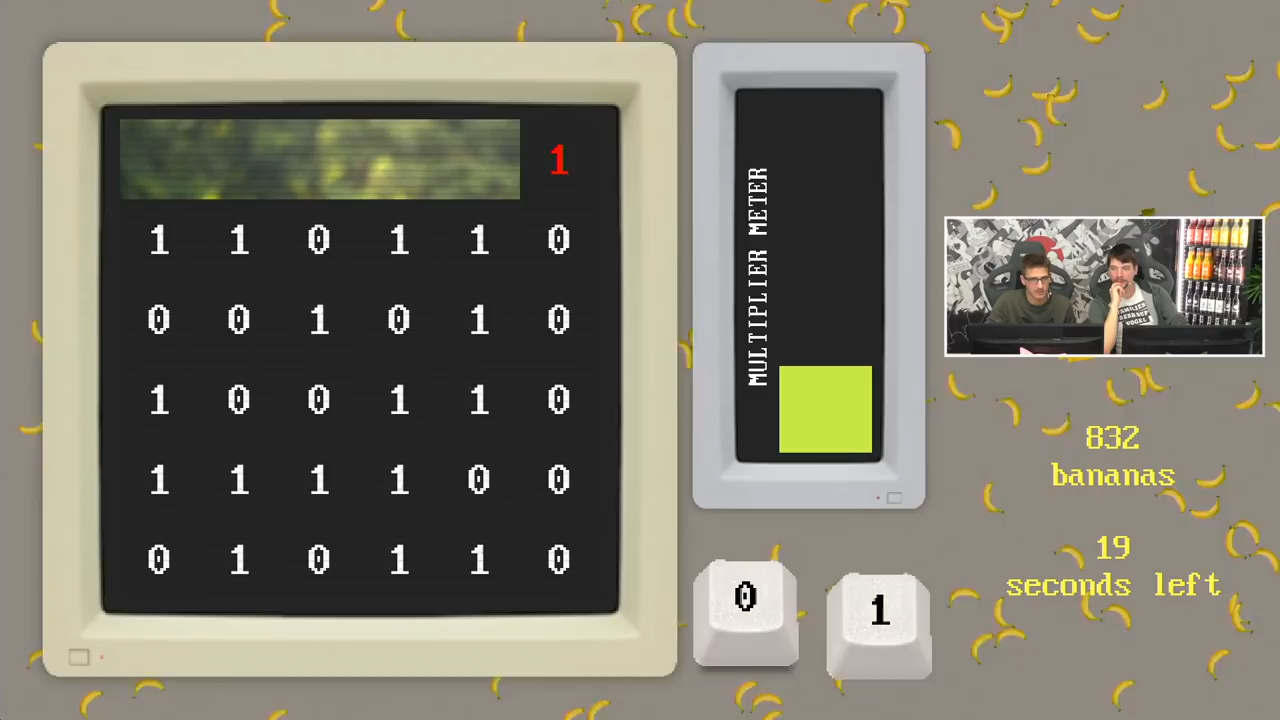 1
1 1 0 1 1 0
0 0 1 0 1 0
1 0 0 1 1 0
1 1 1 1 0 0
0 1 0 1 1 0
MULTIPLIER METER
0
1
832
bananas
19
seconds left